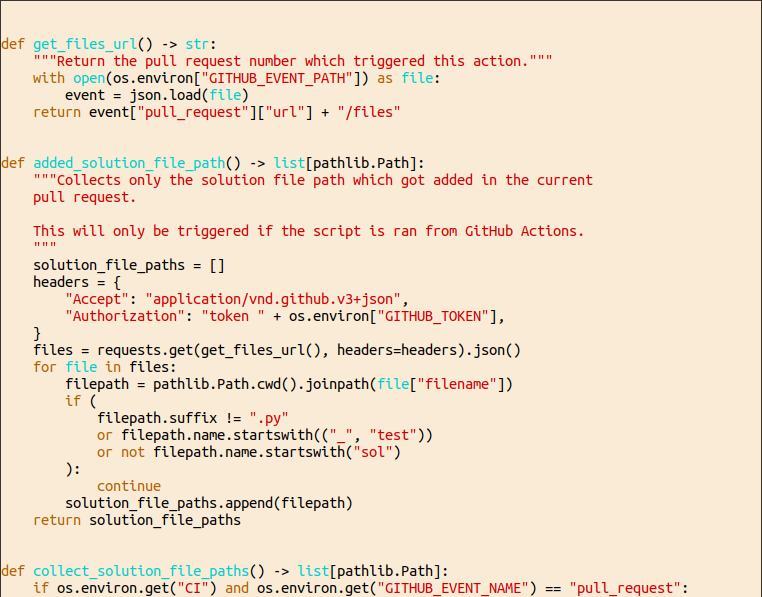 def get_files_url() -> str:
    """Return the pull request number which triggered this action."""
    with open(os.environ["GITHUB_EVENT_PATH"]) as file:
        event = json.load(file)
    return event["pull_request"]["url"] + "/files"
def added_solution_file_path() -> list[pathlib.Path]:
    """Collects only the solution file path which got added in the current
    pull request.
    This will only be triggered if the script is ran from GitHub Actions.
    """
    solution_file_paths = []
    headers = {
        "Accept": "application/vnd.github.v3+json",
        "Authorization": "token " + os.environ["GITHUB_TOKEN"],
    }
    files = requests.get(get_files_url(), headers=headers).json()
    for file in files:
        filepath = pathlib.Path.cwd().joinpath(file["filename"])
        if (
            filepath.suffix != ".py"
            or filepath.name.startswith(("_", "test"))
            or not filepath.name.startswith("sol")
        ):
            continue
        solution_file_paths.append(filepath)
    return solution_file_paths
def collect_solution_file_paths() -> list[pathlib.Path]:
    if os.environ.get("CI") and os.environ.get("GITHUB_EVENT_NAME") == "pull_request":